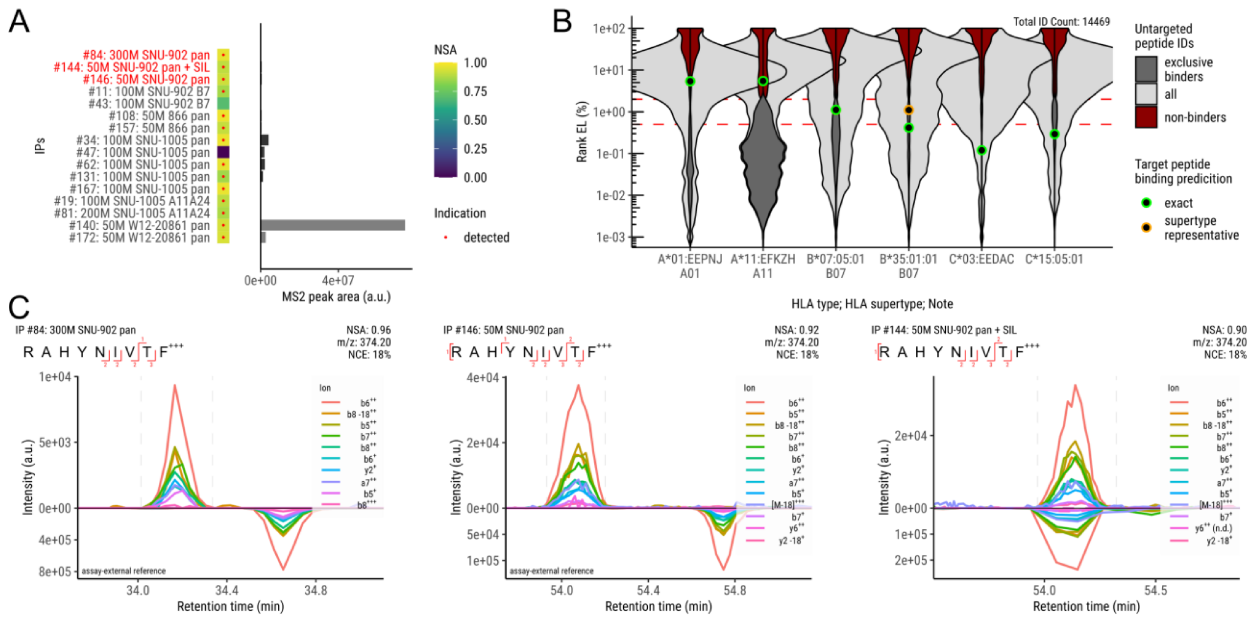 A
#84: 300M SNU-902 pan
#144: 50M SNU-902 pan + SIL
#146: 50M SNU-902 pan
#11: 100M SNU-902 B7
#43: 100M SNU-902 B7
#108: 50M 866 pan
#157: 50M 866 pan
#34: 100M SNU-1005 pan
#47: 100M SNU-1005 pan
#62: 100M SNU-1005 pan
#131: 100M SNU-1005 pan
#167: 100M SNU-1005 pan
#19: 100M SNU-1005 A11A24
#81: 200M SNU-1005 A11A24
#140: 50M W12-20861 pan
#172: 50M W12-20861 pan
IPs
0e+00 4e+07
MS2 peak area (a.u.)
NSA
1.00
0.75
0.50
0.25
0.00
Indication
detected
B
Total ID Count: 14469
1e+02
1e+01
1e+00
1e-01
1e-02
1e-03
Rank EL (%)
A*01:EEPNJ A*11:EFKZH B*07:05:01 B*35:01:01 C*03:EEDAC C*15:05:01
A01 A11 B07 B07
HLA type; HLA supertype; Note
Untargeted
peptide IDs
exclusive
binders
all
non-binders
Target peptide
binding predicition
exact
supertype
representative
C
IP #84: 300M SNU-902 pan
NSA: 0.96
m/z: 374.20
NCE: 18%
R A H Y N I V T F+++
2 2 2 3
2
1e+04
5e+03
0e+00
4e+05
8e+05
Intensity (a.u.)
Ion
b6++
b8 -18++
b5++
b7++
b8++
b6+
y2+
a7++
b5+
b8+++
assay-external reference
34.0 34.4 34.8
Retention time (min)
IP #146: 50M SNU-902 pan
NSA: 0.92
m/z: 374.20
NCE: 18%
R A H Y N I V T F+++
4e+04
2e+04
0e+00
5e+04
1e+05
Intensity (a.u.)
Ion
b6++
b5++
b8 -18++
b7++
b8++
b6+
y2+
a7++
b5+
[M-18]+++
b7+
y6++
y2 -18+
assay-external reference
54.0 54.4 54.8
Retention time (min)
IP #144: 50M SNU-902 pan + SIL
NSA: 0.90
m/z: 374.20
NCE: 18%
R A H Y N I V T F+++
2e+04
0e+00
1e+05
2e+05
Intensity (a.u.)
Ion
b6++
b5++
b8 -18++
b7++
b8++
b6+
y2+
a7++
b5+
[M-18]+++
b7+
y6++ (n.d.)
y2 -18+
54.0 54.5
Retention time (min)